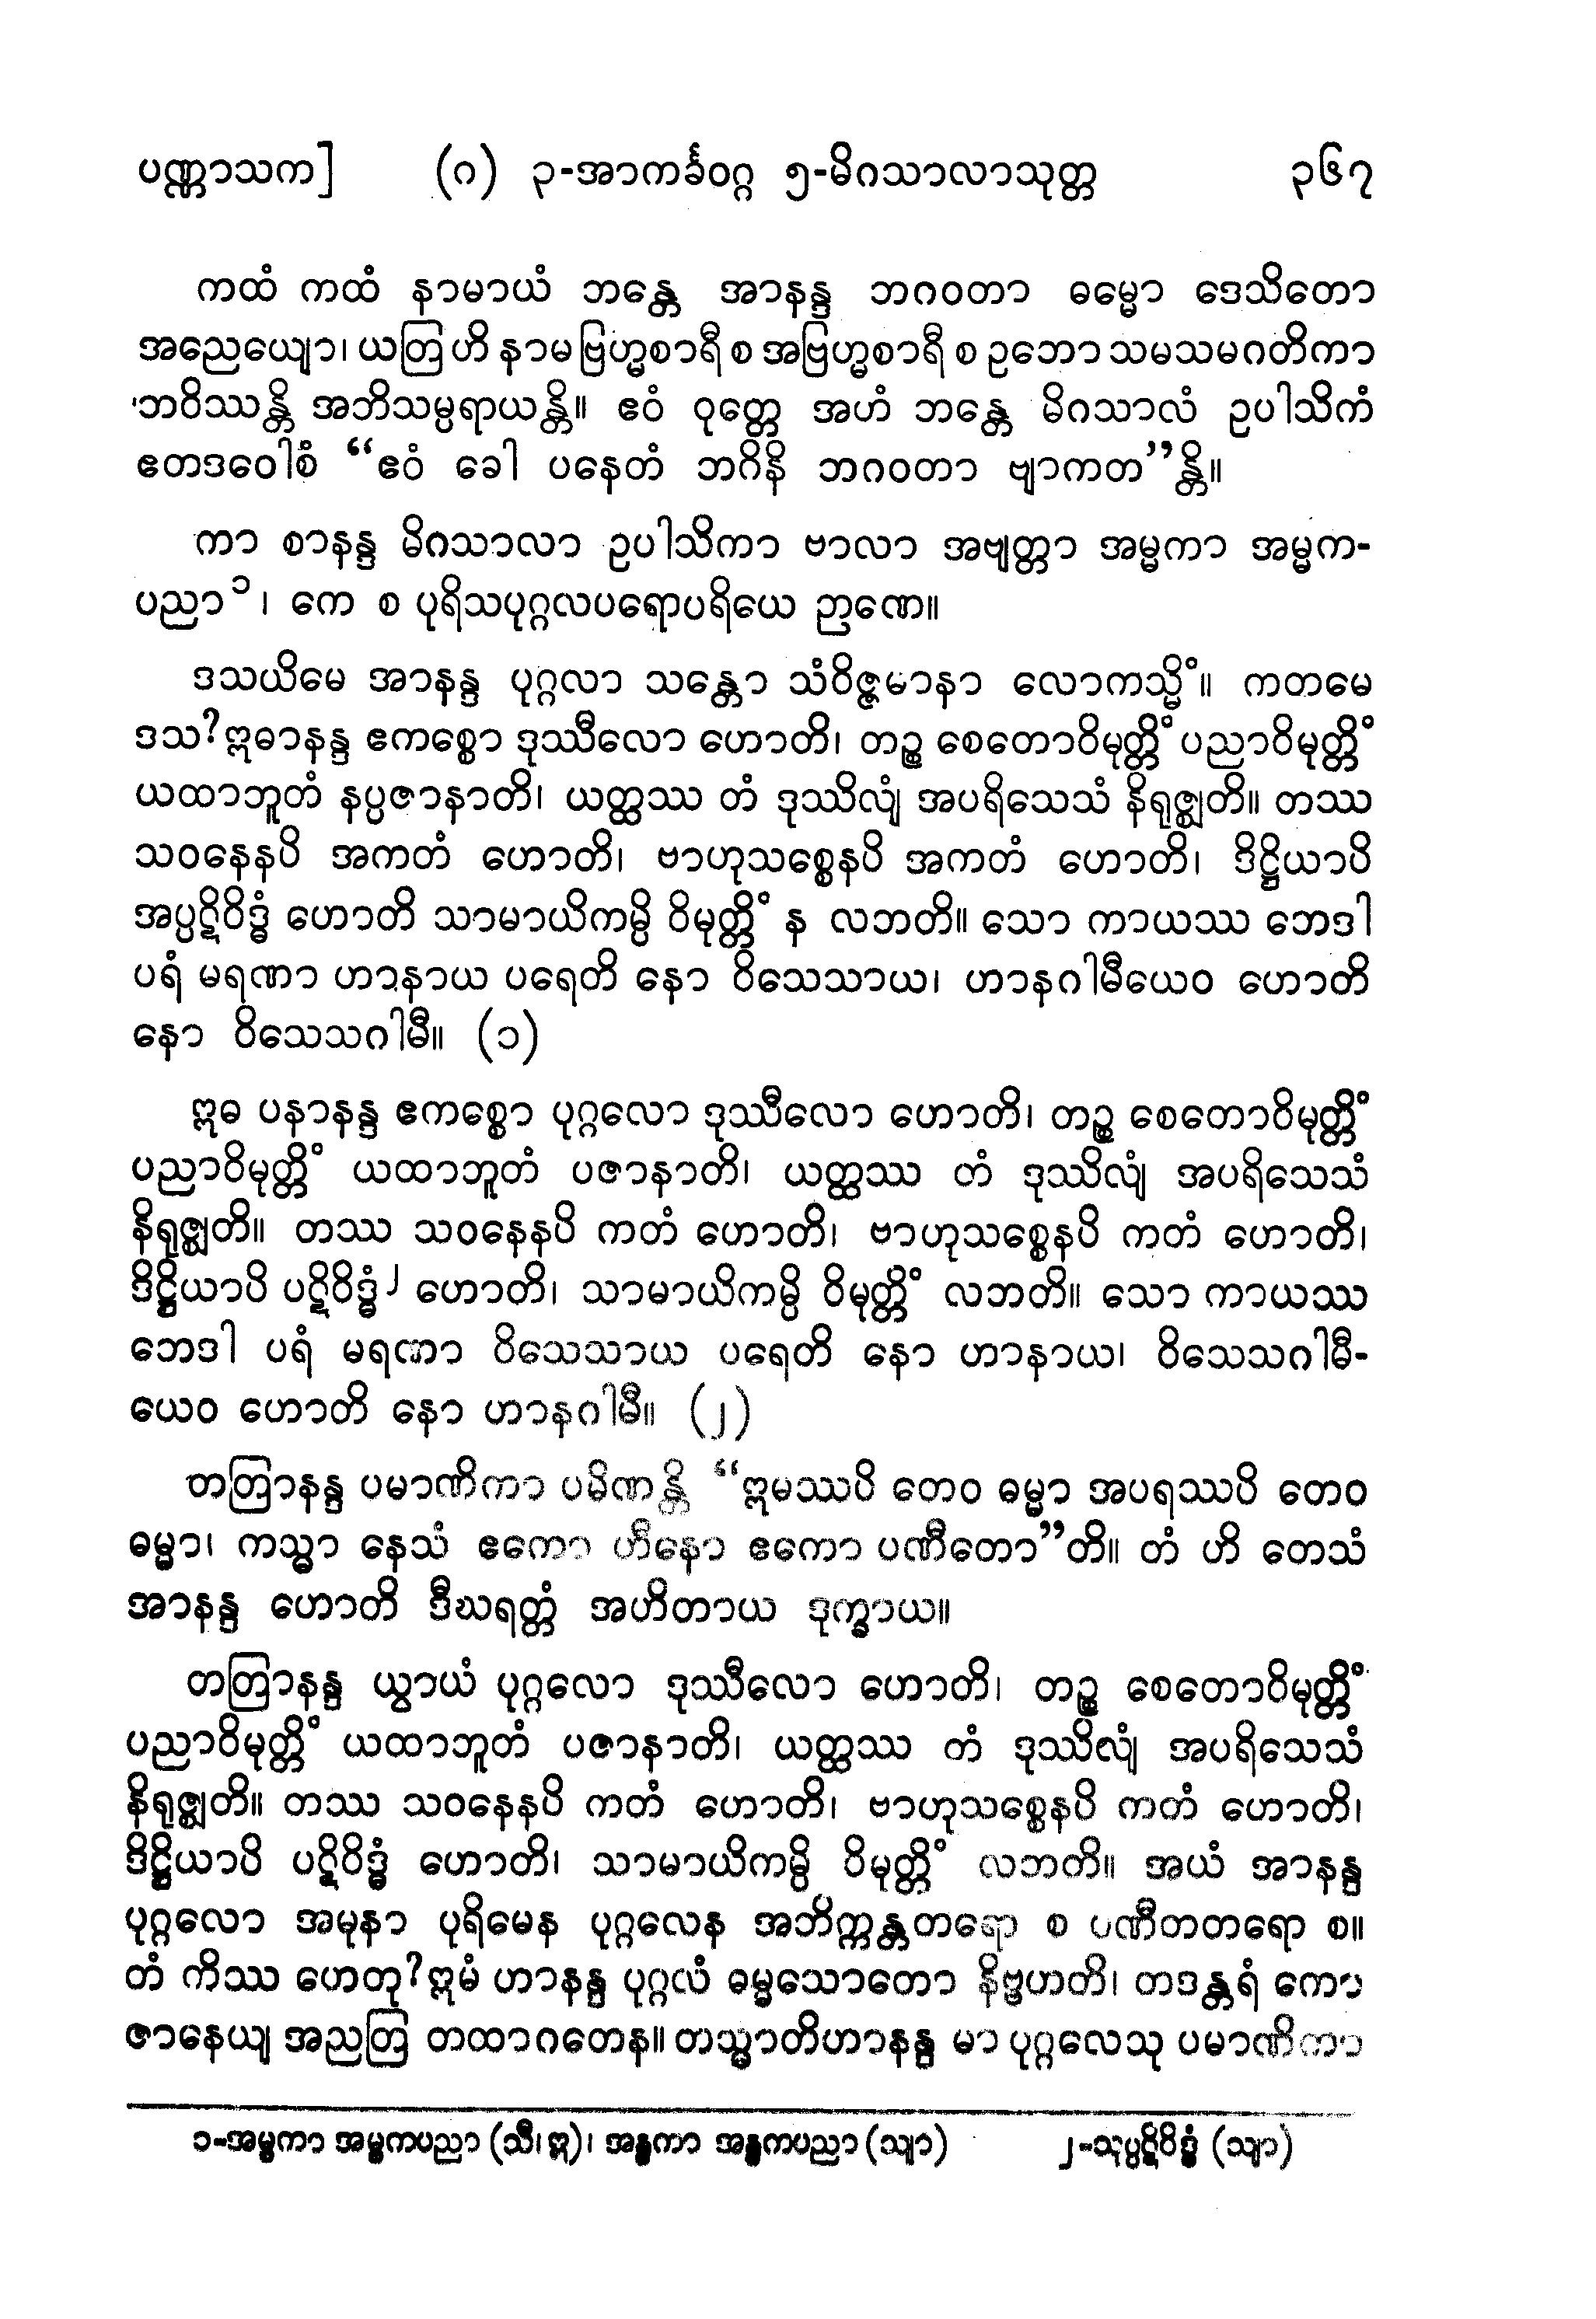 ပဏ္ဏာသက] (ဂ) ၃-အာကင်္ခဝဂ္ဂ ၅-မိဂသာလာသုတ္တ ၃၆၇
ကထံ ကထံ နာမာယံ ဘန္တေ အာနန္ဒ ဘဂဝတာ ဓမ္မော ဒေသိတော
အညေယျော၊ ယတြ ဟိ နာမ ဗြဟ္မစာရီ စ အဗြဟ္မစာရီ စ ဥဘော သမသမဂတိကာ
ဘဝိဿန္တိ အဘိသမ္ပရာယန္တိ။ ဧဝံ ဝုတ္တေ အဟံ ဘန္တေ မိဂသာလံ ဥပါသိကံ
ဧတဒဝေါစံ “ဧဝံ ခေါ ပနေတံ ဘဂိနိ ဘဂဝတာ ဗျာကတ”န္တိ။
ကာ စာနန္ဒ မိဂသာလာ ဥပါသိကာ ဗာလာ အဗျတ္တာ အမ္မကာ အမ္မက-
ပညာ၁၊ ကေ စ ပုရိသပုဂ္ဂလပရောပရိယေ ဉာဏေ။
ဒသယိမေ အာနန္ဒ ပုဂ္ဂလာ သန္တော သံဝိဇ္ဇမာနာ လောကသ္မိံ။ ကတမေ
ဒသ? ဣဓာနန္ဒ ဧကစ္စော ဒုဿီလော ဟောတိ၊ တဉ္စ စေတောဝိမုတ္တိံ ပညာဝိမုတ္တိံ
ယထာဘူတံ နပ္ပဇာနာတိ၊ ယတ္ထဿ တံ ဒုဿိလျံ အပရိသေသံ နိရုဇ္ဈတိ။ တဿ
သဝနေနပိ အကတံ ဟောတိ၊ ဗာဟုသစ္စေနပိ အကတံ ဟောတိ၊ ဒိဋ္ဌိယာပိ
အပ္ပဋိဝိဒ္ဓံ ဟောတိ သာမာယိကမ္ပိ ဝိမုတ္တိံ န လဘတိ။ သော ကာယဿ ဘေဒါ
ပရံ မရဏာ ဟာနာယ ပရေတိ နော ဝိသေသာယ၊ ဟာနဂါမီယေဝ ဟောတိ
နော ဝိသေသဂါမီ။ (၁)
ဣဓ ပနာနန္ဒ ဧကစ္စော ပုဂ္ဂလော ဒုဿီလော ဟောတိ၊ တဉ္စ စေတောဝိမုတ္တိံ
ပညာဝိမုတ္တိံ ယထာဘူတံ ပဇာနာတိ၊ ယတ္ထဿ တံ ဒုဿိလျံ အပရိသေသံ
နိရုဇ္ဈတိ။ တဿ သဝနေနပိ ကတံ ဟောတိ၊ ဗာဟုသစ္စေနပိ ကတံ ဟောတိ၊
ဒိဋ္ဌိယာပိ ပဋိဝိဒ္ဓံ၂ ဟောတိ၊ သာမာယိကမ္ပိ ဝိမုတ္တိံ လဘတိ။ သော ကာယဿ
ဘေဒါ ပရံ မရဏာ ဝိသေသာယ ပရေတိ နော ဟာနာယ၊ ဝိသေသဂါမီ-
ယေဝ ဟောတိ နော ဟာနဂါမီ။ (၂)
တတြာနန္ဒ ပမာဏိကာ ပမိဏန္တိ “ဣမဿပိ တေဝ ဓမ္မာ အပရဿပိ တေဝ
ဓမ္မာ၊ ကသ္မာ နေသံ ဧကော ဟီနော ဧကော ပဏီတော”တိ။ တံ ဟိ တေသံ
အာနန္ဒ ဟောတိ ဒီဃရတ္တံ အဟိတာယ ဒုက္ခာယ။
တတြာနန္ဒ ယွာယံ ပုဂ္ဂလော ဒုဿီလော ဟောတိ၊ တဉ္စ စေတောဝိမုတ္တိံ
ပညာဝိမုတ္တိံ ယထာဘူတံ ပဇာနာတိ၊ ယတ္ထဿ တံ ဒုဿိလျံ အပရိသေသံ
နိရုဇ္ဈတိ။ တဿ သဝနေနပိ ကတံ ဟောတိ၊ ဗာဟုသစ္စေနပိ ကတံ ဟောတိ၊
ဒိဋ္ဌိယာပိ ပဋိဝိဒ္ဓံ ဟောတိ၊ သာမာယိကမ္ပိ ဝိမုတ္တိံ လဘတိ။ အယံ အာနန္ဒ
ပုဂ္ဂလော အမုနာ ပုရိမေန ပုဂ္ဂလေန အဘိက္ကန္တတရော စ ပဏီတတရော စ။
တံ ကိဿ ဟေတု? ဣမံ ဟာနန္ဒ ပုဂ္ဂလံ ဓမ္မသောတော နိဗ္ဗဟတိ၊ တဒန္တရံ ကော
ဇာနေယျ အညတြ တထာဂတေန။ တသ္မာတိဟာနန္ဒ မာ ပုဂ္ဂလေသု ပမာဏိကာ
၁-အမ္ဗကာ အမ္ဗကပညာ (သီ၊ ဣ)၊ အန္ဓကာ အန္ဓကပညာ (သျာ) ၂-သုပ္ပဋိဝိဒ္ဓံ (သျာ)